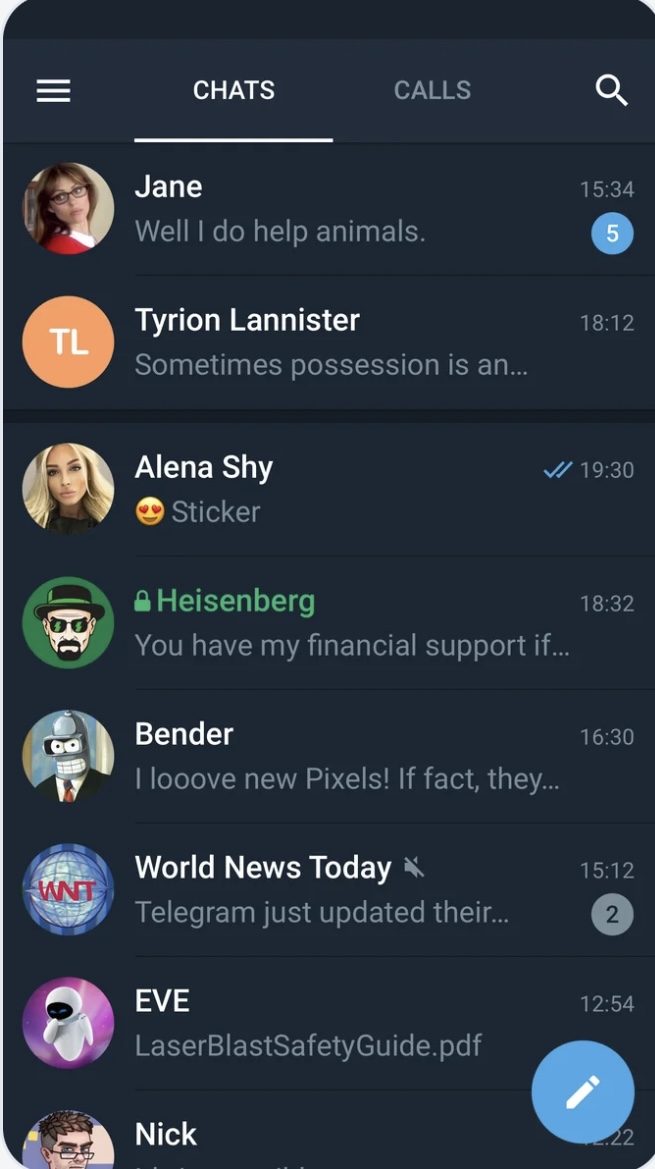 CHATS CALLS
Jane 15:34
Well I do help animals. 5
TL
Tyrion Lannister 18:12
Sometimes possession is an...
Alena Shy 19:30
😍 Sticker
Heisenberg 18:32
You have my financial support if...
Bender 16:30
I looove new Pixels! If fact, they...
WNT
World News Today 15:12
Telegram just updated their... 2
EVE 12:54
LaserBlastSafetyGuide.pdf
Nick